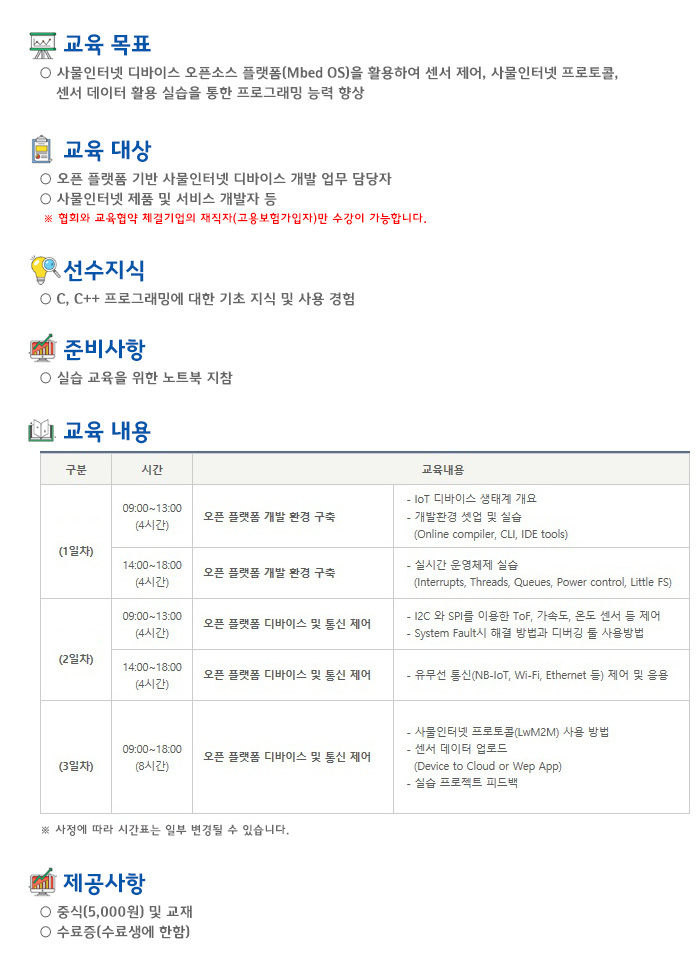 교육 목표
○ 사물인터넷 디바이스 오픈소스 플랫폼(Mbed OS)을 활용하여 센서 제어, 사물인터넷 프로토콜,
센서 데이터 활용 실습을 통한 프로그래밍 능력 향상
교육 대상
○ 오픈 플랫폼 기반 사물인터넷 디바이스 개발 업무 담당자
○ 사물인터넷 제품 및 서비스 개발자 등
※ 협회와 교육협약 체결기업의 재직자(고용보험가입자)만 수강이 가능합니다.
선수지식
○ C, C++ 프로그래밍에 대한 기초 지식 및 사용 경험
준비사항
○ 실습 교육을 위한 노트북 지참
교육 내용
구분 시간 교육내용
(1일차)
09:00~13:00
(4시간)
오픈 플랫폼 개발 환경 구축
- IoT 디바이스 생태계 개요
- 개발환경 셋업 및 실습
(Online compiler, CLI, IDE tools)
14:00~18:00
(4시간)
오픈 플랫폼 개발 환경 구축
- 실시간 운영체제 실습
(Interrupts, Threads, Queues, Power control, Little FS)
(2일차)
09:00~13:00
(4시간)
오픈 플랫폼 디바이스 및 통신 제어
- I2C 와 SPI를 이용한 ToF, 가속도, 온도 센서 등 제어
- System Fault시 해결 방법과 디버깅 툴 사용방법
14:00~18:00
(4시간)
오픈 플랫폼 디바이스 및 통신 제어
- 유무선 통신(NB-IoT, Wi-Fi, Ethernet 등) 제어 및 응용
(3일차)
09:00~18:00
(8시간)
오픈 플랫폼 디바이스 및 통신 제어
- 사물인터넷 프로토콜(LwM2M) 사용 방법
- 센서 데이터 업로드
(Device to Cloud or Wep App)
- 실습 프로젝트 피드백
※ 사정에 따라 시간표는 일부 변경될 수 있습니다.
제공사항
○ 중식(5,000원) 및 교재
○ 수료증(수료생에 한함)